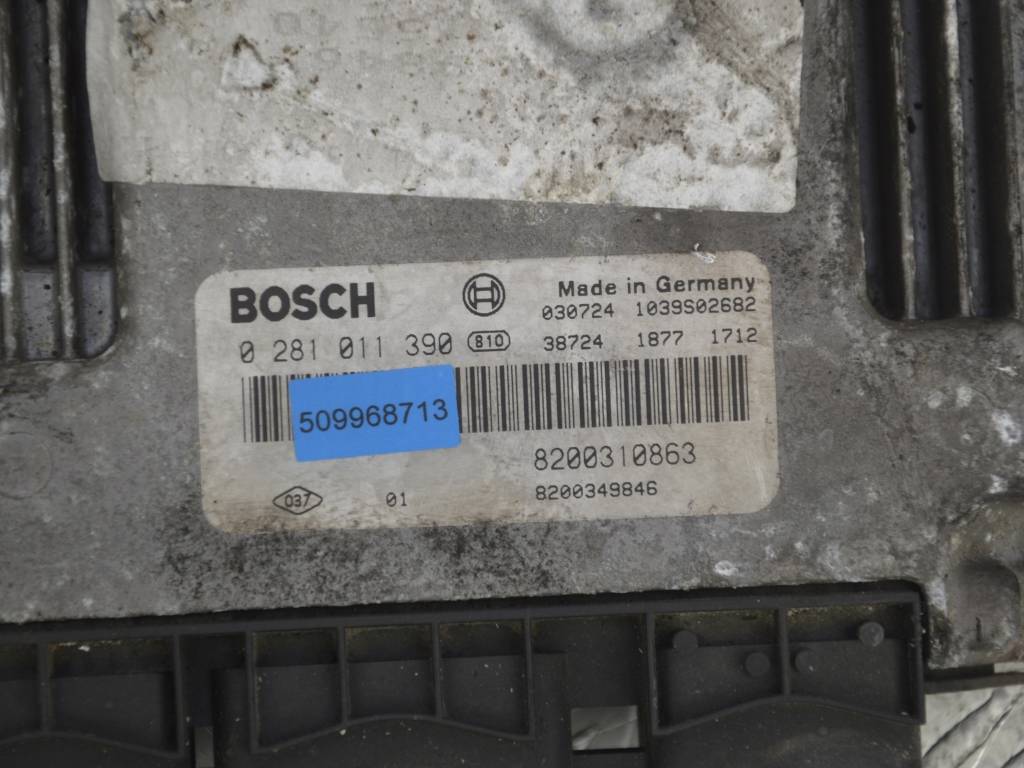 BOSCH
Made in Germany
030724 1039S02682
0 281 011 390 810
38724 1877 1712
509968713
8200310863
037 01
8200349846